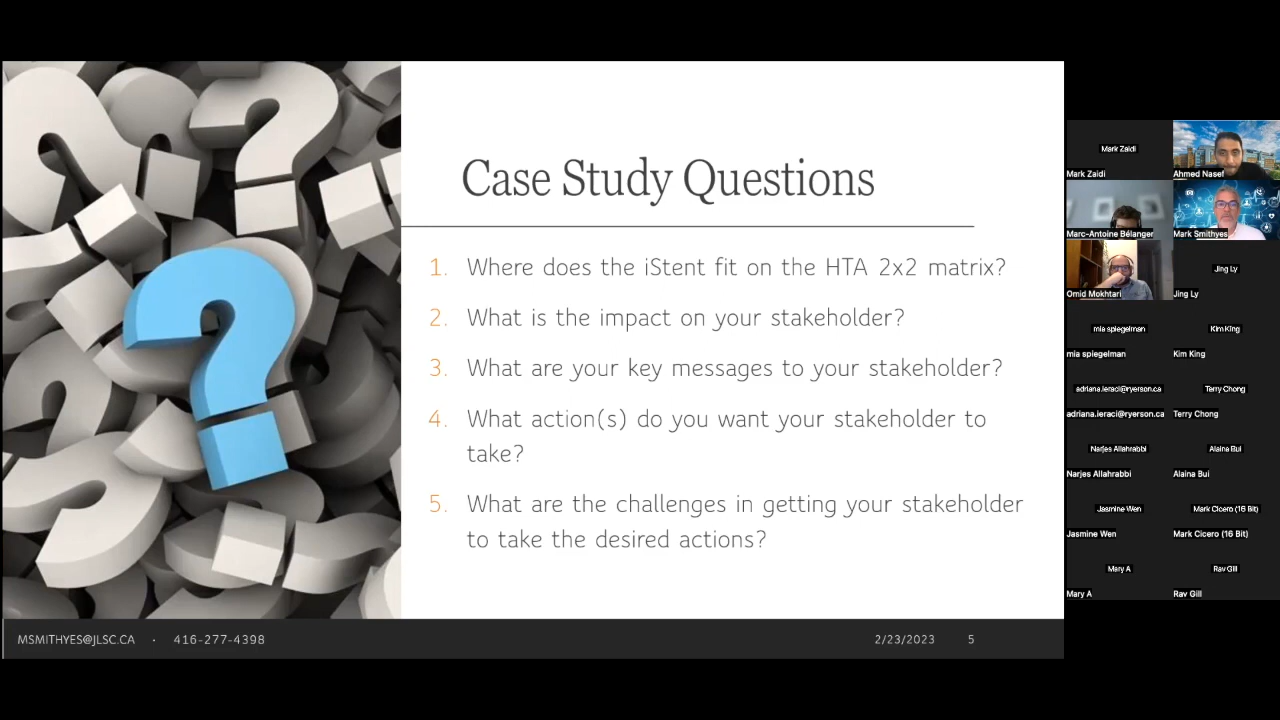 Case Study Questions
1. Where does the iStent fit on the HTA 2x2 matrix?
2. What is the impact on your stakeholder?
3. What are your key messages to your stakeholder?
4. What action(s) do you want your stakeholder to
take?
5. What are the challenges in getting your stakeholder
to take the desired actions?
MSMITHYES@JLSC.CA · 416-277-4398
2/23/2023 5
Mark Zaidi
Mark Zaidi
Ahmed Nasef
Marc-Antoine Bélanger
Mark Smithyes
Omid Mokhtari
Jing Ly
Jing Ly
mia spiegelman
mia spiegelman
Kim King
Kim King
adriana.ieraci@ryerson.ca
adriana.ieraci@ryerson.ca
Terry Chong
Terry Chong
Narjes Allahrabbi
Narjes Allahrabbi
Alaina Bui
Alaina Bui
Jasmine Wen
Jasmine Wen
Mark Cicero (16 Bit)
Mark Cicero (16 Bit)
Mary A
Mary A
Rav Gill
Rav Gill